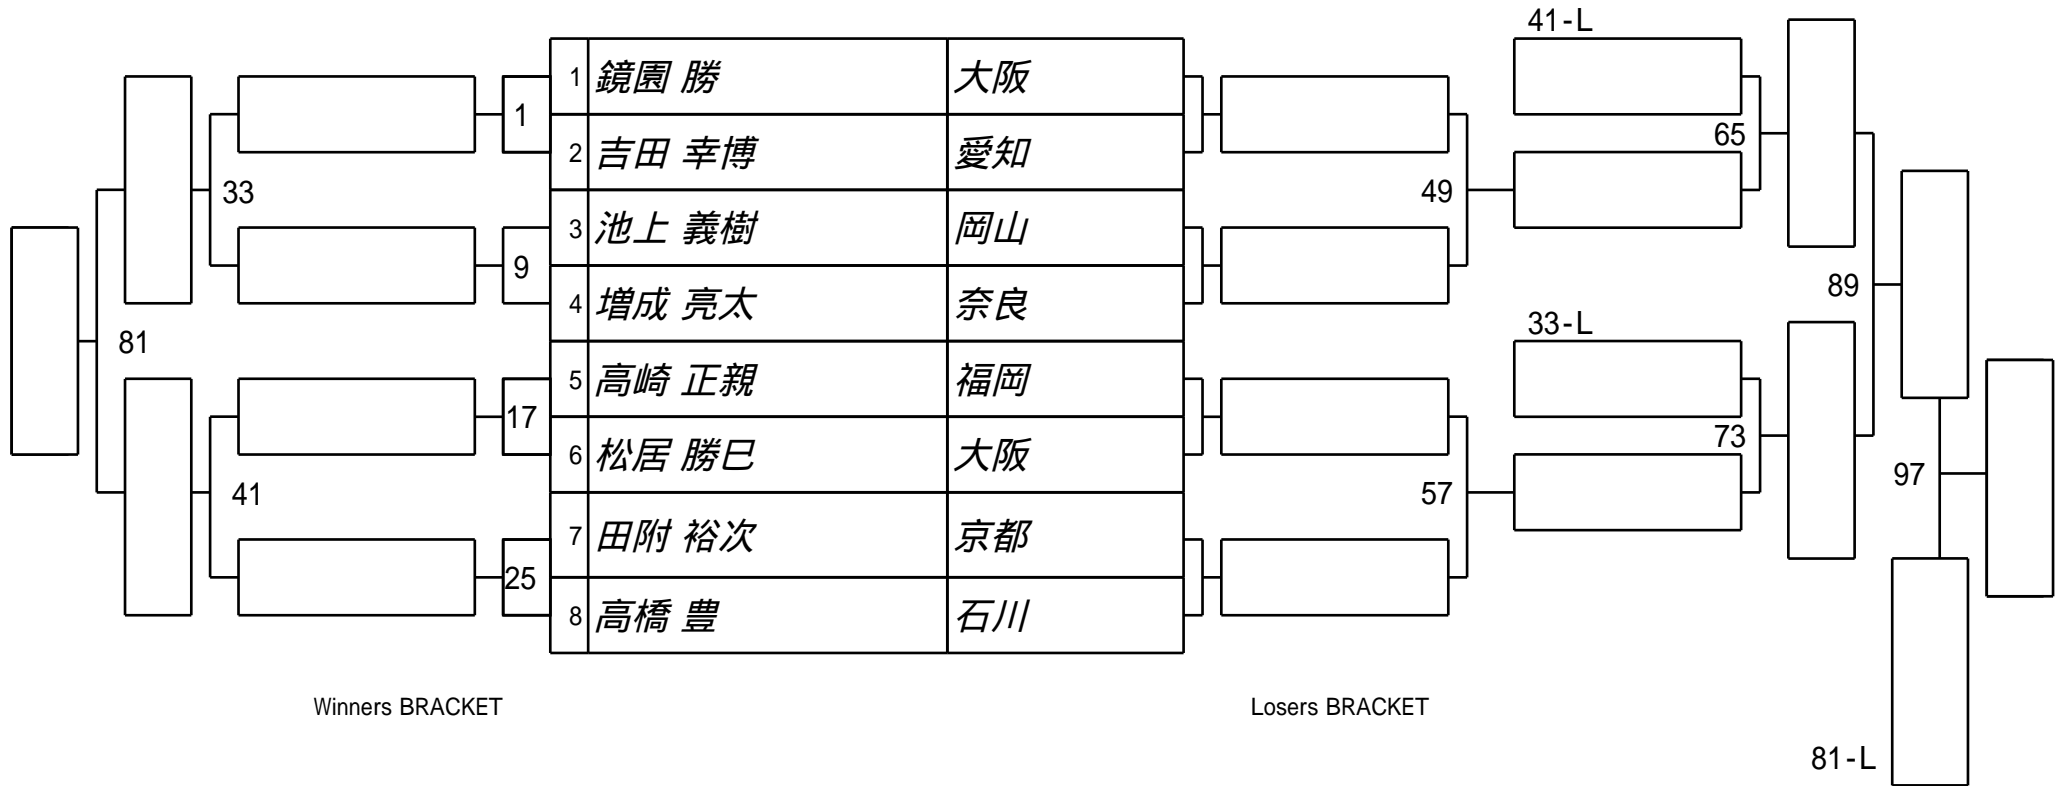 41-L
1 鏡園 勝 大阪
1
2 吉田 幸博 愛知
65
33
49
3 池上 義樹 岡山
9
4 増成 亮太 奈良
89
33-L
81
5 高崎 正親 福岡
17
73
6 松居 勝巳 大阪
97
41
57
7 田附 裕次 京都
25
8 高橋 豊 石川
Winners BRACKET
Losers BRACKET
81-L